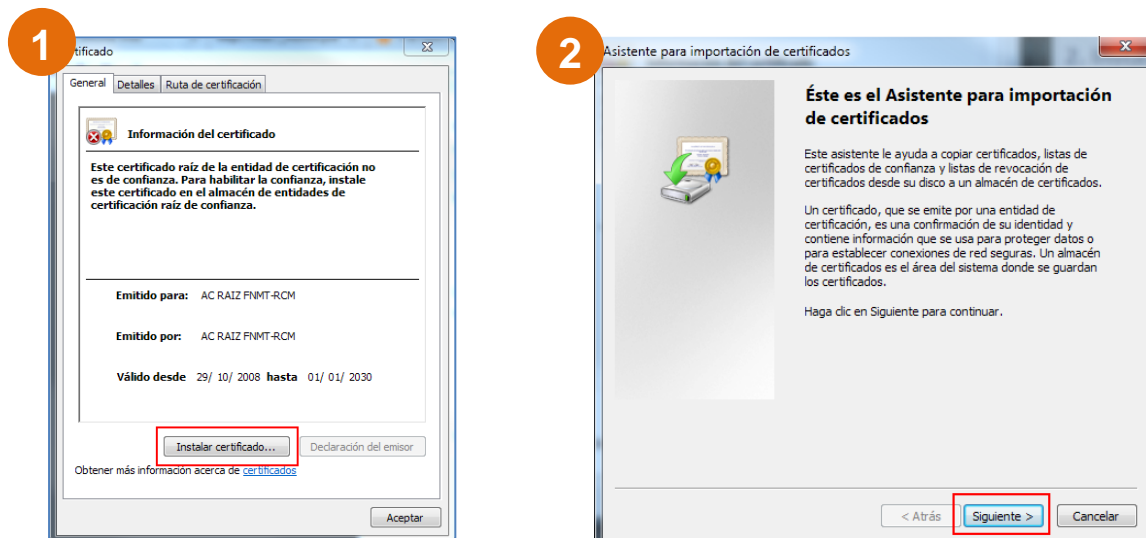 1
tificado
General Detalles Ruta de certificación
Información del certificado
Este certificado raíz de la entidad de certificación no
es de confianza. Para habilitar la confianza, instale
este certificado en el almacén de entidades de
certificación raíz de confianza.
Emitido para: AC RAIZ FNMT-RCM
Emitido por: AC RAIZ FNMT-RCM
Válido desde 29/ 10/ 2008 hasta 01/ 01/ 2030
Instalar certificado... Declaración del emisor
Obtener más información acerca de certificados
Aceptar
2
Asistente para importación de certificados
Éste es el Asistente para importación
de certificados
Este asistente le ayuda a copiar certificados, listas de
certificados de confianza y listas de revocación de
certificados desde su disco a un almacén de certificados.
Un certificado, que se emite por una entidad de
certificación, es una confirmación de su identidad y
contiene información que se usa para proteger datos o
para establecer conexiones de red seguras. Un almacén
de certificados es el área del sistema donde se guardan
los certificados.
Haga clic en Siguiente para continuar.
< Atrás Siguiente > Cancelar